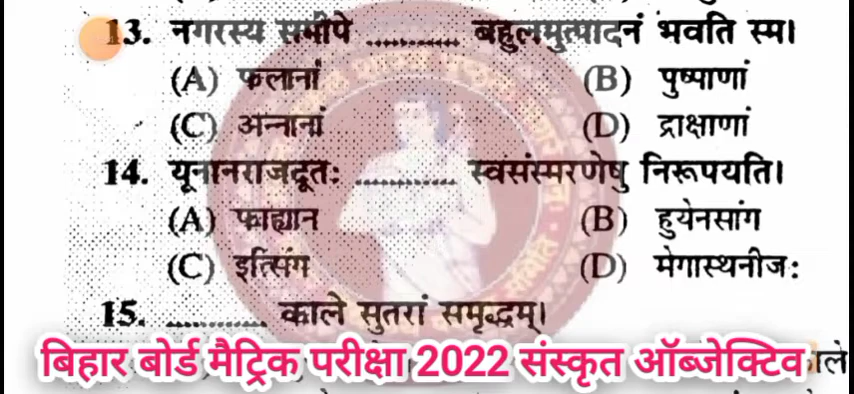 13. नगरस्य समीपे ............ बहुलमुत्पादनं भवति स्म।
(A) फलानां (B) पुष्पाणां
(C) अन्नानां (D) द्राक्षाणां
14. यूनानराजदूतः ............ स्वसंस्मरणेषु निरूपयति।
(A) फाह्यान (B) हुयेनसांग
(C) इत्सिंग (D) मेगास्थनीजः
15. ............ काले सुतरां समृद्धम्।
बिहार बोर्ड मैट्रिक परीक्षा 2022 संस्कृत ऑब्जेक्टिव